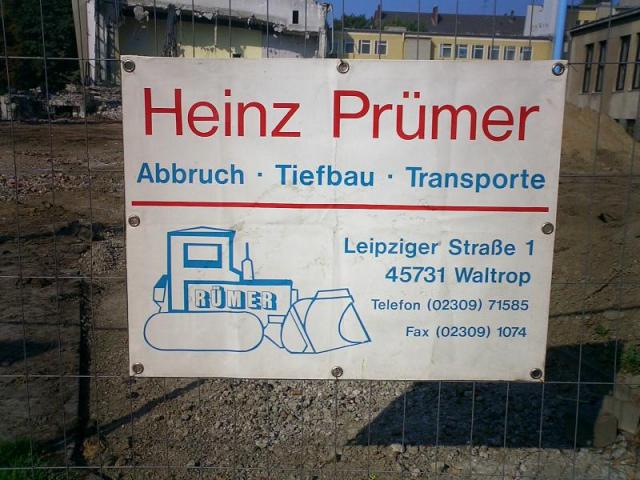 Heinz Prümer
Abbruch · Tiefbau · Transporte
Leipziger Straße 1
45731 Waltrop
Telefon (02309) 71585
Fax (02309) 1074
PRÜMER